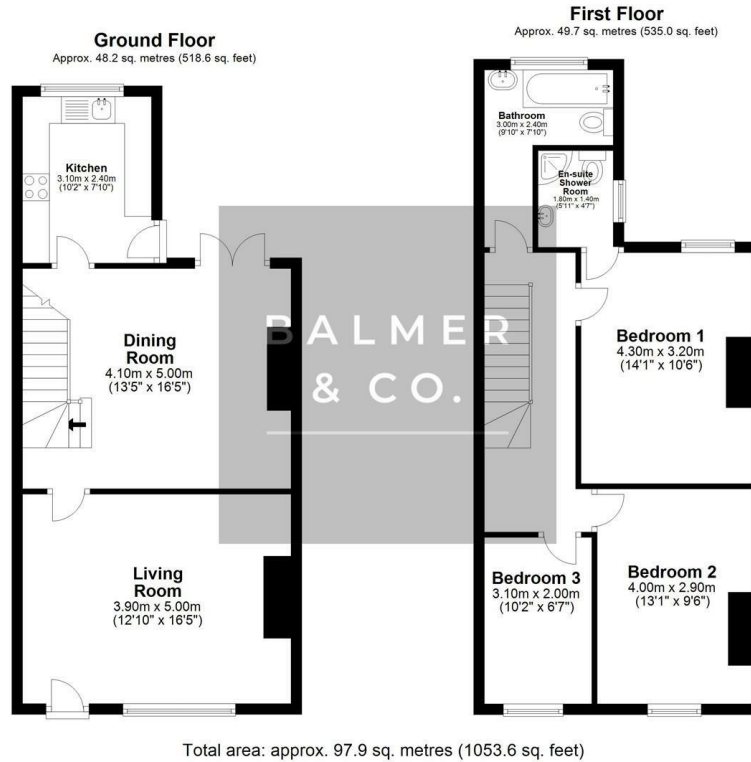 Ground Floor
Approx. 48.2 sq. metres (518.6 sq. feet)
Kitchen
3.10m x 2.40m
(10'2" x 7'10")
Dining
Room
4.10m x 5.00m
(13'5" x 16'5")
Living
Room
3.90m x 5.00m
(12'10" x 16'5")
First Floor
Approx. 49.7 sq. metres (535.0 sq. feet)
Bathroom
3.00m x 2.40m
(9'10" x 7'10")
En-suite
Shower
Room
1.80m x 1.40m
(5'11" x 4'7")
Bedroom 1
4.30m x 3.20m
(14'1" x 10'6")
Bedroom 2
4.00m x 2.90m
(13'1" x 9'6")
Bedroom 3
3.10m x 2.00m
(10'2" x 6'7")
BALMER
& CO.
Total area: approx. 97.9 sq. metres (1053.6 sq. feet)